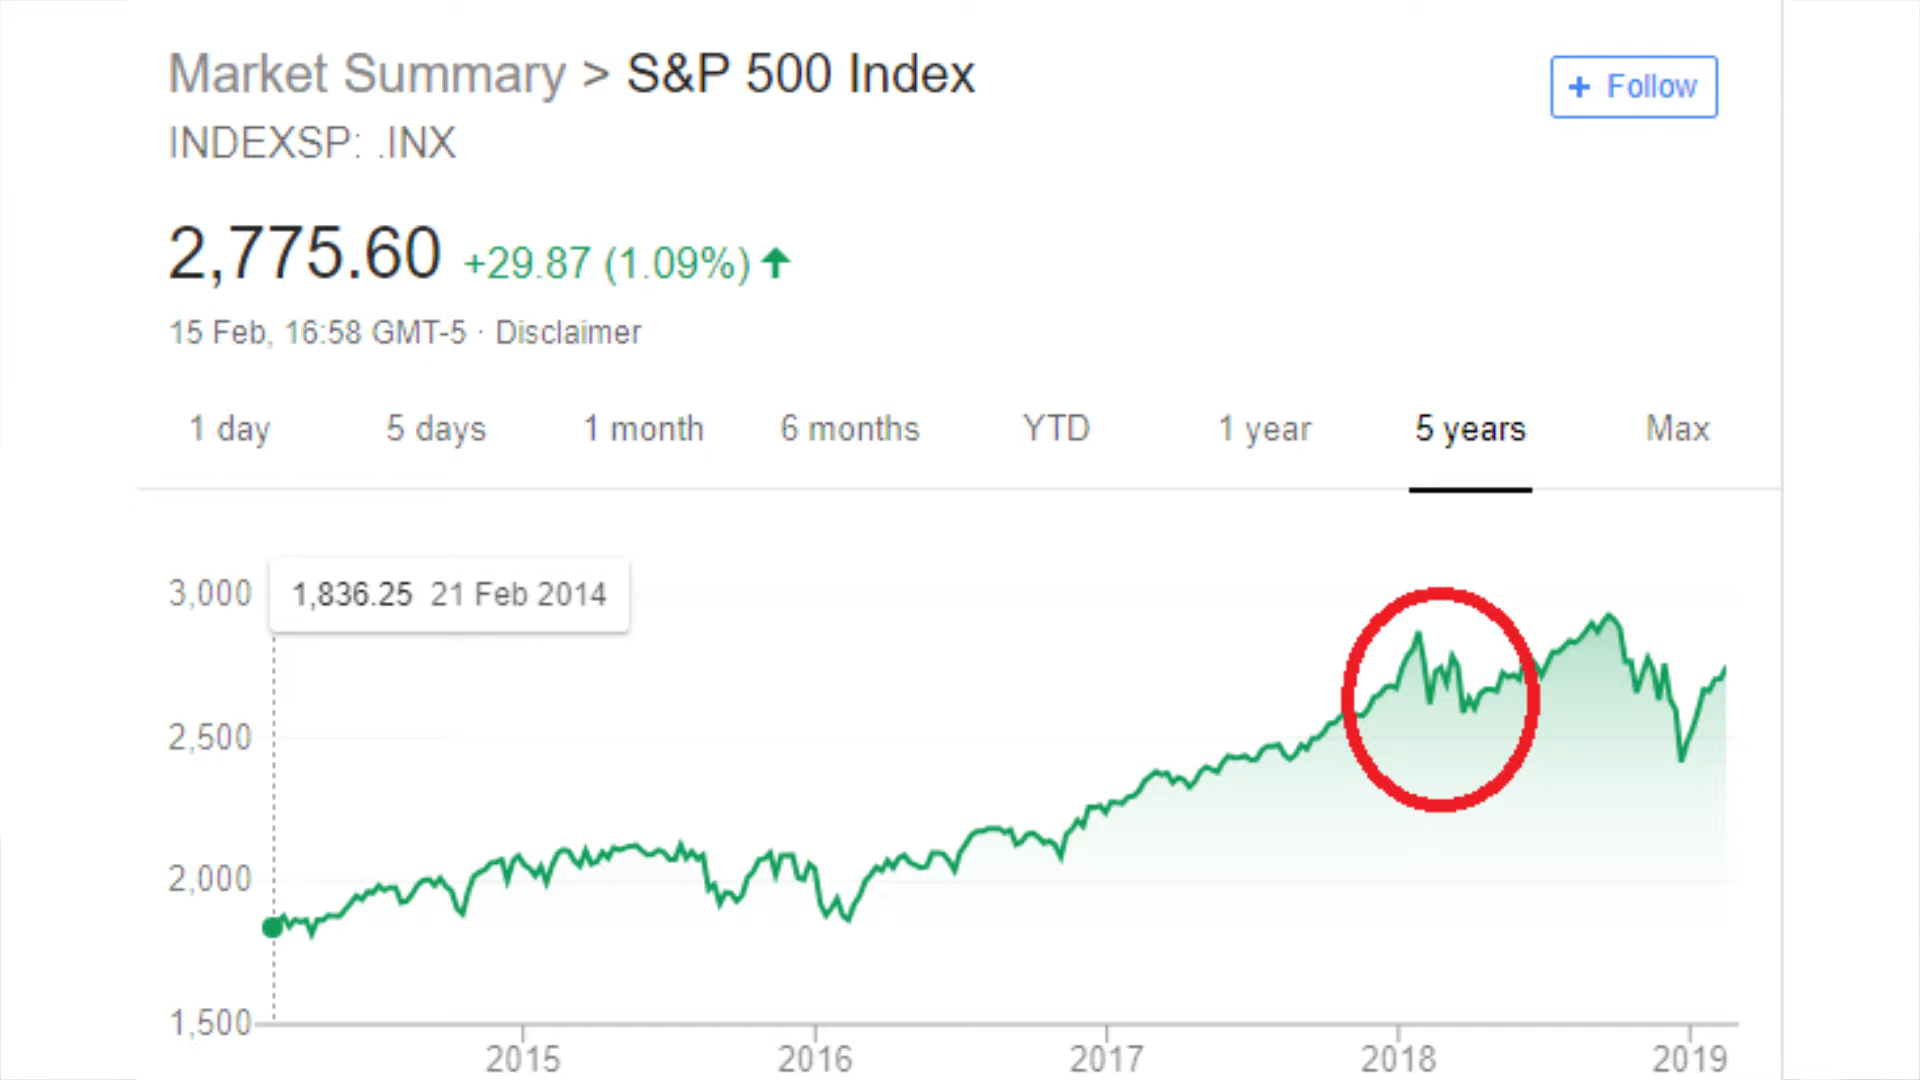 Market Summary > S&P 500 Index
+ Follow
INDEXSP: .INX
2,775.60 +29.87 (1.09%)
15 Feb, 16:58 GMT-5 · Disclaimer
1 day 5 days 1 month 6 months YTD 1 year 5 years Max
3,000
1,836.25 21 Feb 2014
2,500
2,000
1,500
2015 2016 2017 2018 2019